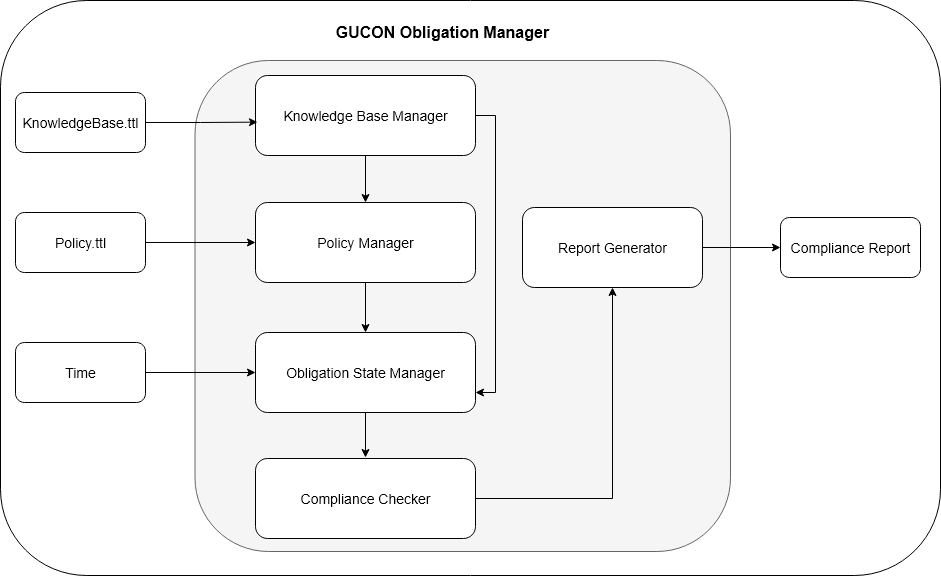 GUCON Obligation Manager
KnowledgeBase.ttl
Knowledge Base Manager
Policy.ttl
Policy Manager
Report Generator
Compliance Report
Time
Obligation State Manager
Compliance Checker